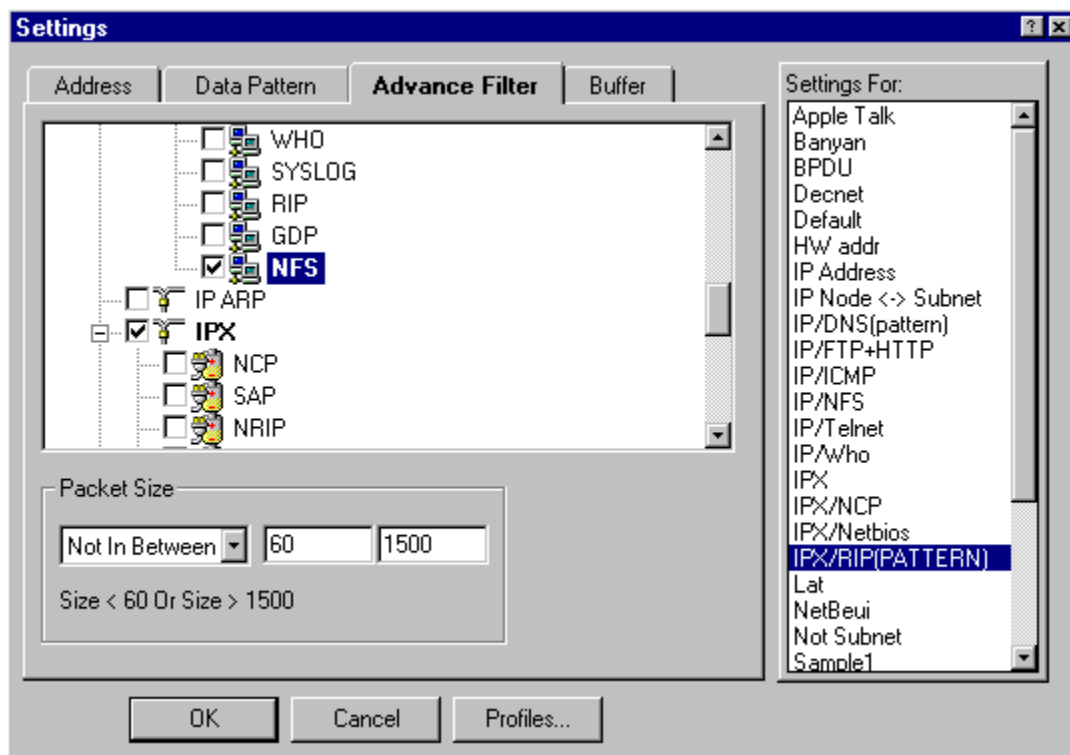 Settings
Address
Data Pattern
Advance Filter
Buffer
WHO
SYSLOG
RIP
GDP
NFS
IP ARP
IPX
NCP
SAP
NRIP
Packet Size
Not In Between
60
1500
Size < 60 Or Size > 1500
OK
Cancel
Profiles...
Settings For:
Apple Talk
Banyan
BPDU
Decnet
Default
HW addr
IP Address
IP Node <-> Subnet
IP/DNS(pattern)
IP/FTP+HTTP
IP/ICMP
IP/NFS
IP/Telnet
IP/Who
IPX
IPX/NCP
IPX/Netbios
IPX/RIP(PATTERN)
Lat
NetBeui
Not Subnet
Sample1